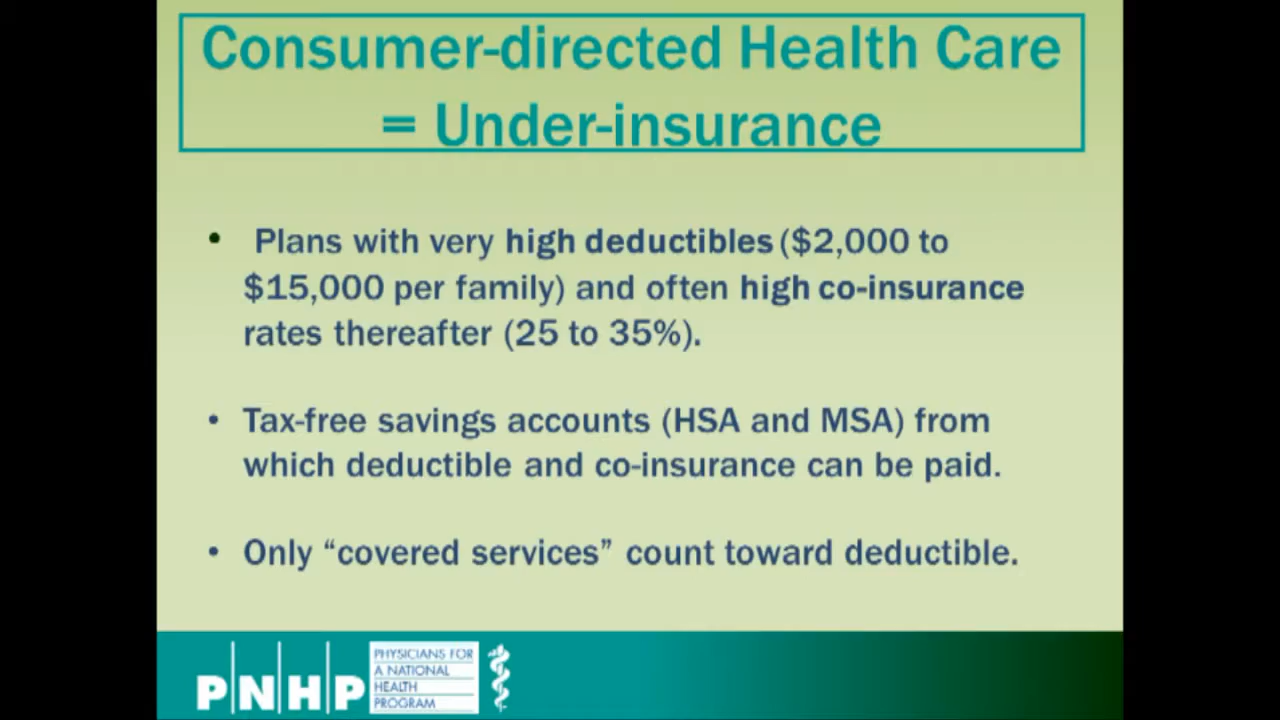 Consumer-directed Health Care
= Under-insurance
• Plans with very high deductibles ($2,000 to
$15,000 per family) and often high co-insurance
rates thereafter (25 to 35%).
• Tax-free savings accounts (HSA and MSA) from
which deductible and co-insurance can be paid.
• Only “covered services” count toward deductible.
PNHP
PHYSICIANS FOR
A NATIONAL
HEALTH
PROGRAM